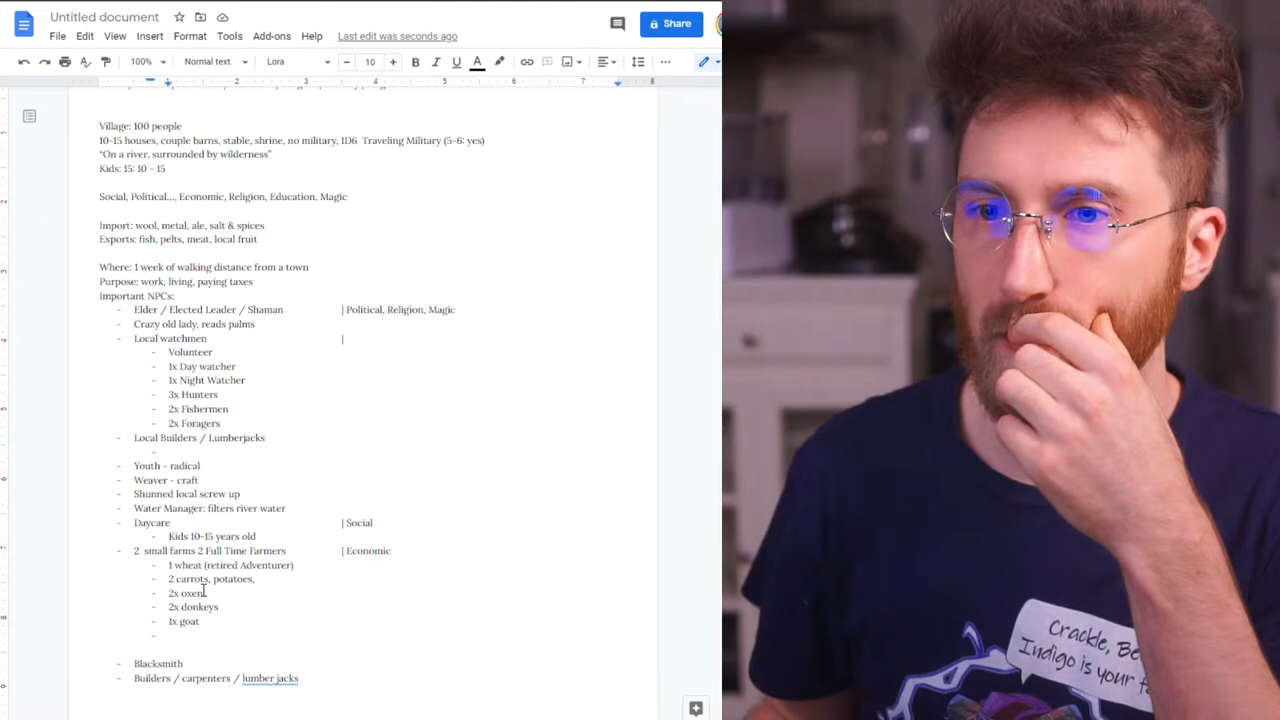 Untitled document
File Edit View Insert Format Tools Add-ons Help Last edit was seconds ago
Share
100% Normal text Lora 10 B I U A
2 3 4 5 6 7 8
Village: 100 people
10-15 houses, couple barns, stable, shrine, no military, 1D6 Traveling Military (5-6: yes)
“On a river, surrounded by wilderness”
Kids: 15: 10 - 15
Social, Political..., Economic, Religion, Education, Magic
Import: wool, metal, ale, salt & spices
Exports: fish, pelts, meat, local fruit
Where: 1 week of walking distance from a town
Purpose: work, living, paying taxes
Important NPCs:
- Elder / Elected Leader / Shaman | Political, Religion, Magic
- Crazy old lady, reads palms
- Local watchmen |
- Volunteer
- 1x Day watcher
- 1x Night Watcher
- 3x Hunters
- 2x Fishermen
- 2x Foragers
- Local Builders / Lumberjacks
-
- Youth - radical
- Weaver - craft
- Shunned local screw up
- Water Manager: filters river water
- Daycare | Social
- Kids 10-15 years old
- 2 small farms 2 Full Time Farmers | Economic
- 1 wheat (retired Adventurer)
- 2 carrots, potatoes,
- 2x oxen
- 2x donkeys
- 1x goat
-
- Blacksmith
- Builders / carpenters / lumber jacks
Crackle,
Indigo is your